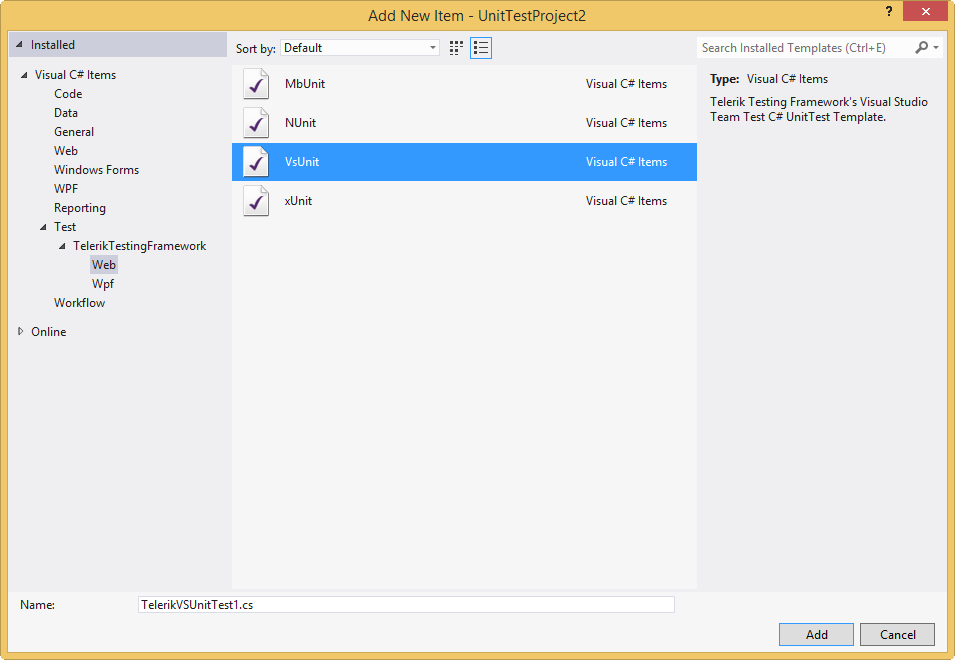 Add New Item - UnitTestProject2
?
Installed
Visual C# Items
Code
Data
General
Web
Windows Forms
WPF
Reporting
Test
TelerikTestingFramework
Web
Wpf
Workflow
Online
Sort by: Default
MbUnit Visual C# Items
NUnit Visual C# Items
VsUnit Visual C# Items
xUnit Visual C# Items
Search Installed Templates (Ctrl+E)
Type: Visual C# Items
Telerik Testing Framework's Visual Studio
Team Test C# UnitTest Template.
Name: TelerikVSUnitTest1.cs
Add Cancel